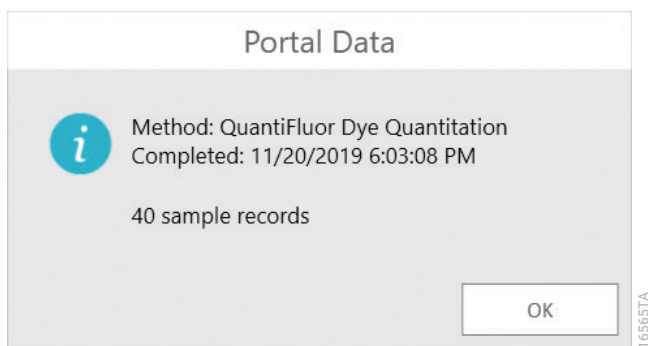 Portal Data
i
Method: QuantiFluor Dye Quantitation
Completed: 11/20/2019 6:03:08 PM
40 sample records
OK
16565TA